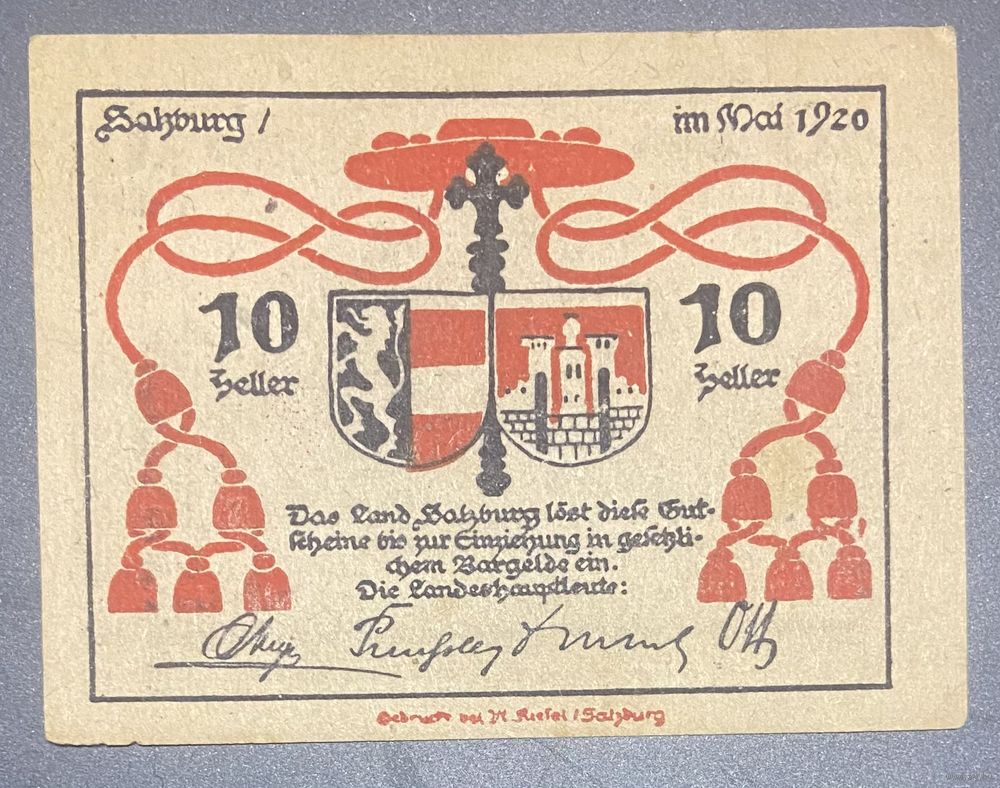 Salzburg /
im Mai 1920
10
Heller
10
Heller
Das Land Salzburg löst diese Gut-
scheine bis zur Einziehung in gesetzli-
chem Bargelde ein.
Die Landeshauptleute:
Ott
Gedruckt bei R. Kiesel / Salzburg